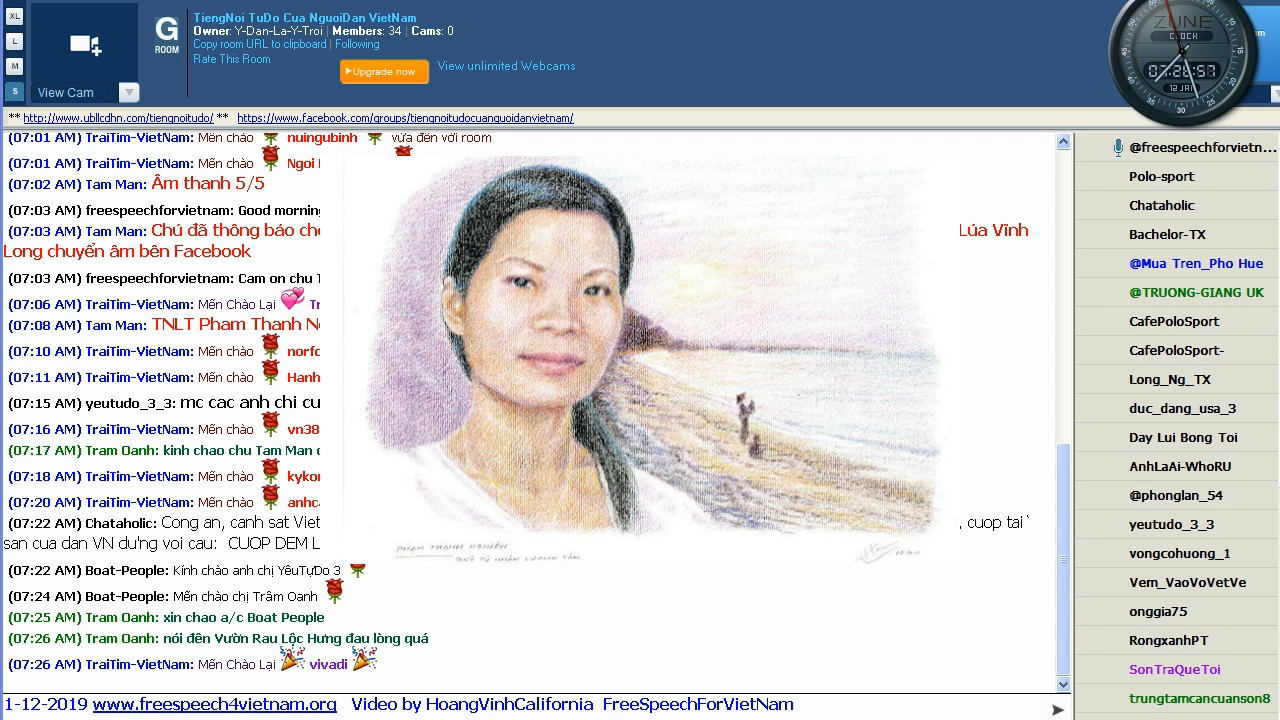 XL
L
M
S
View Cam
G
ROOM
TiengNoi TuDo Cua NguoiDan VietNam
Owner: Y-Dan-La-Y-Troi | Members: 34 | Cams: 0
Copy room URL to clipboard | Following
Rate This Room
Upgrade now
View unlimited Webcams
ZUNE
CLOCK
07:26:57
12 JAN
** http://www.ubllcdhn.com/tiengnoitudo/ ** https://www.facebook.com/groups/tiengnoitudocuanguoidanvietnam/
(07:01 AM) TraiTim-VietNam: Mến chào nuingubinh vừa đến với room
(07:01 AM) TraiTim-VietNam: Mến chào Ngoi
(07:02 AM) Tam Man: Âm thanh 5/5
(07:03 AM) freespeechforvietnam: Good morning
(07:03 AM) Tam Man: Chú đã thông báo Lúa Vĩnh
Long chuyển âm bên Facebook
(07:03 AM) freespeechforvietnam: Cam on chu
(07:06 AM) TraiTim-VietNam: Mến Chào Lại Tr
(07:08 AM) Tam Man: TNLT Pham Thanh
(07:10 AM) TraiTim-VietNam: Mến chào norfo
(07:11 AM) TraiTim-VietNam: Mến chào Hanh
(07:15 AM) yeutudo_3_3: mc cac anh chi cu
(07:16 AM) TraiTim-VietNam: Mến chào vn38
(07:17 AM) Tram Oanh: kinh chao chu Tam Man
(07:18 AM) TraiTim-VietNam: Mến chào kyko
(07:20 AM) TraiTim-VietNam: Mến chào anhc
(07:22 AM) Chataholic: Cong an, canh sat Viet , cuop tai
san cua dan VN du'ng voi cau: CUOP DEM L
(07:22 AM) Boat-People: Kính chào anh chị YêuTựDo 3
(07:24 AM) Boat-People: Mến chào chị Trâm Oanh
(07:25 AM) Tram Oanh: xin chao a/c Boat People
(07:26 AM) Tram Oanh: nói đên Vườn Rau Lộc Hưng đau lòng quá
(07:26 AM) TraiTim-VietNam: Mến Chào Lại vivadi
PHẠM THANH NGHIÊN
QUỸ TÙ NHÂN LƯƠNG TÂM
@freespeechforvietn...
Polo-sport
Chataholic
Bachelor-TX
@Mua Tren_Pho Hue
@TRUONG-GIANG UK
CafePoloSport
CafePoloSport-
Long_Ng_TX
duc_dang_usa_3
Day Lui Bong Toi
AnhLaAi-WhoRU
@phonglan_54
yeutudo_3_3
vongcohuong_1
Vem_VaoVoVetVe
onggia75
RongxanhPT
SonTraQueToi
trungtamcancuanson8
1-12-2019 www.freespeech4vietnam.org Video by HoangVinhCalifornia FreeSpeechForVietNam